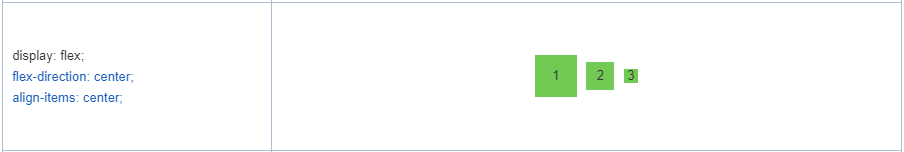 display: flex;
flex-direction: center;
align-items: center;
1 2 3